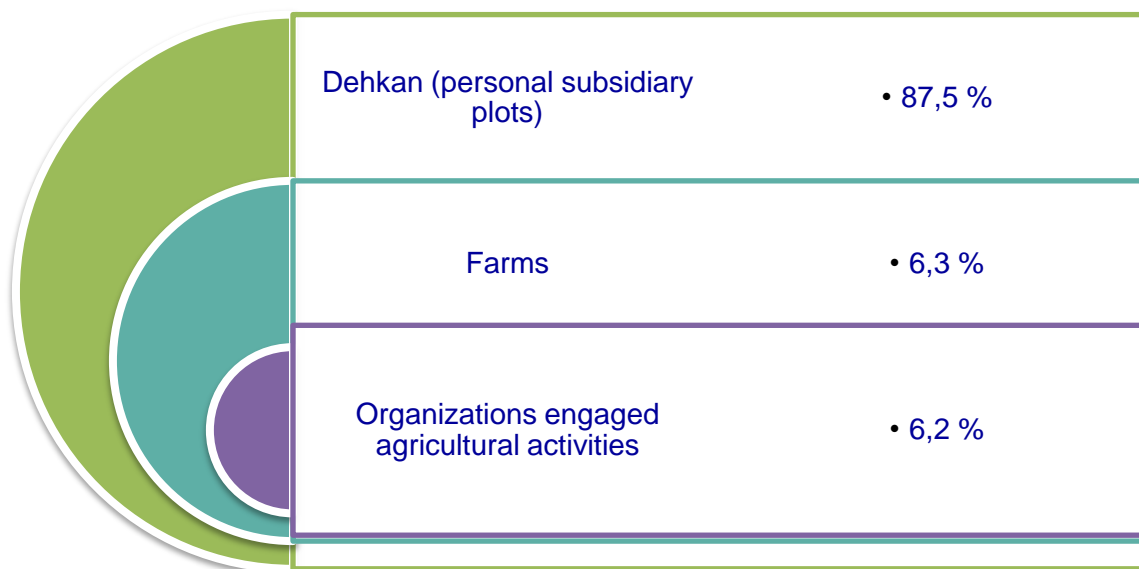 Dehkan (personal subsidiary
plots)
• 87,5 %
Farms
• 6,3 %
Organizations engaged
agricultural activities
• 6,2 %